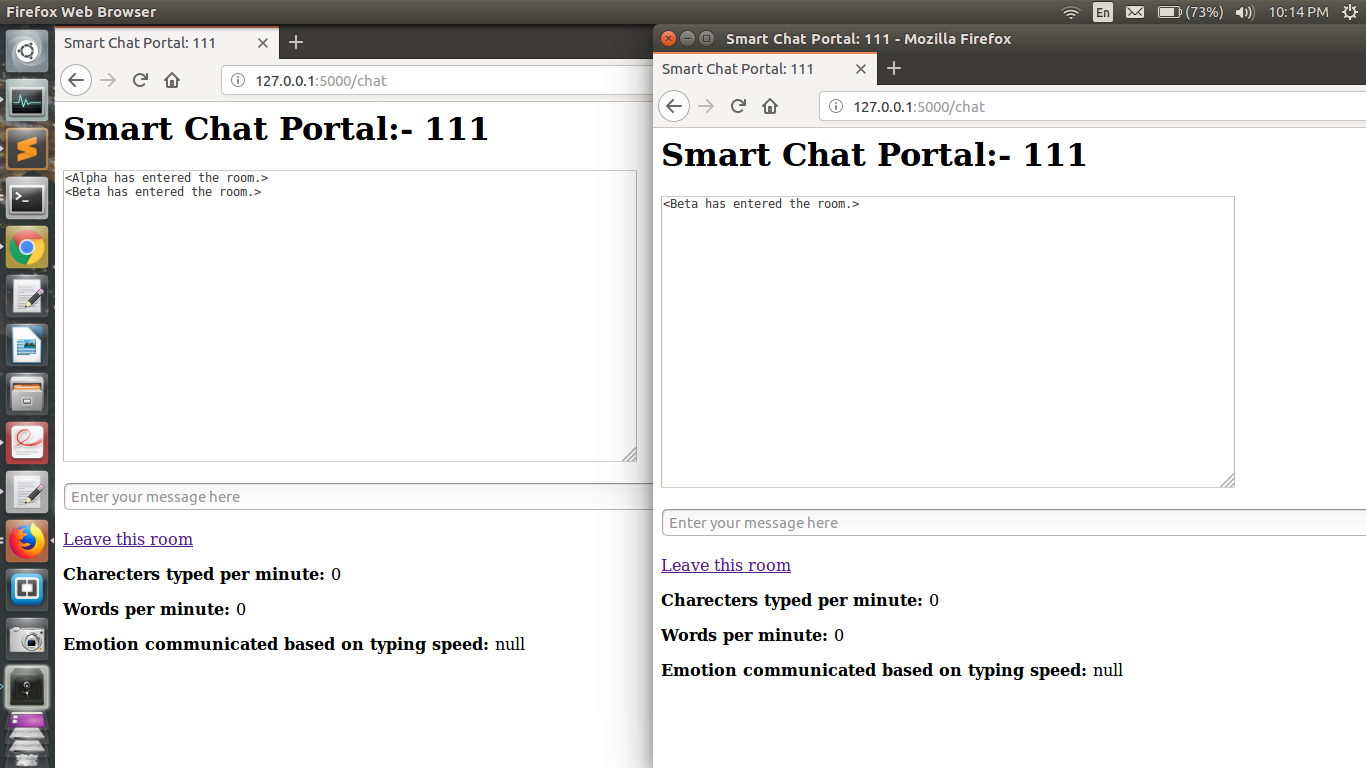 Firefox Web Browser
En
(73%)
10:14 PM
Smart Chat Portal: 111
127.0.0.1:5000/chat
Smart Chat Portal:- 111
<Alpha has entered the room.>
<Beta has entered the room.>
Enter your message here
Leave this room
Charecters typed per minute: 0
Words per minute: 0
Emotion communicated based on typing speed: null
Smart Chat Portal: 111 - Mozilla Firefox
Smart Chat Portal: 111
127.0.0.1:5000/chat
Smart Chat Portal:- 111
<Beta has entered the room.>
Enter your message here
Leave this room
Charecters typed per minute: 0
Words per minute: 0
Emotion communicated based on typing speed: null